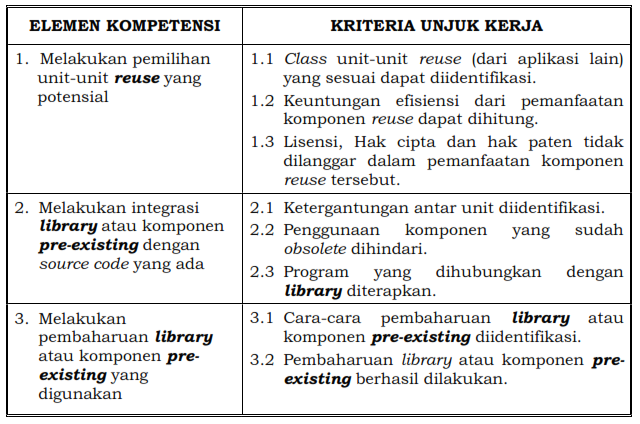 ELEMEN KOMPETENSI
KRITERIA UNJUK KERJA
1. Melakukan pemilihan
unit-unit reuse yang
potensial
1.1 Class unit-unit reuse (dari aplikasi lain)
yang sesuai dapat diidentifikasi.
1.2 Keuntungan efisiensi dari pemanfaatan
komponen reuse dapat dihitung.
1.3 Lisensi, Hak cipta dan hak paten tidak
dilanggar dalam pemanfaatan komponen
reuse tersebut.
2. Melakukan integrasi
library atau komponen
pre-existing dengan
source code yang ada
2.1 Ketergantungan antar unit diidentifikasi.
2.2 Penggunaan komponen yang sudah
obsolete dihindari.
2.3 Program yang dihubungkan dengan
library diterapkan.
3. Melakukan
pembaharuan library
atau komponen pre-
existing yang
digunakan
3.1 Cara-cara pembaharuan library atau
komponen pre-existing diidentifikasi.
3.2 Pembaharuan library atau komponen pre-
existing berhasil dilakukan.